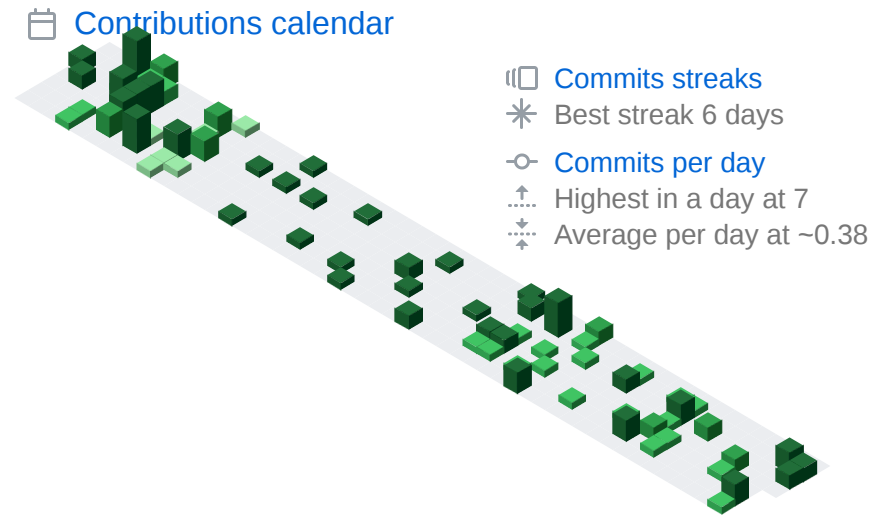 Contributions calendar
Commits streaks
Best streak 6 days
Commits per day
Highest in a day at 7
Average per day at ~0.38